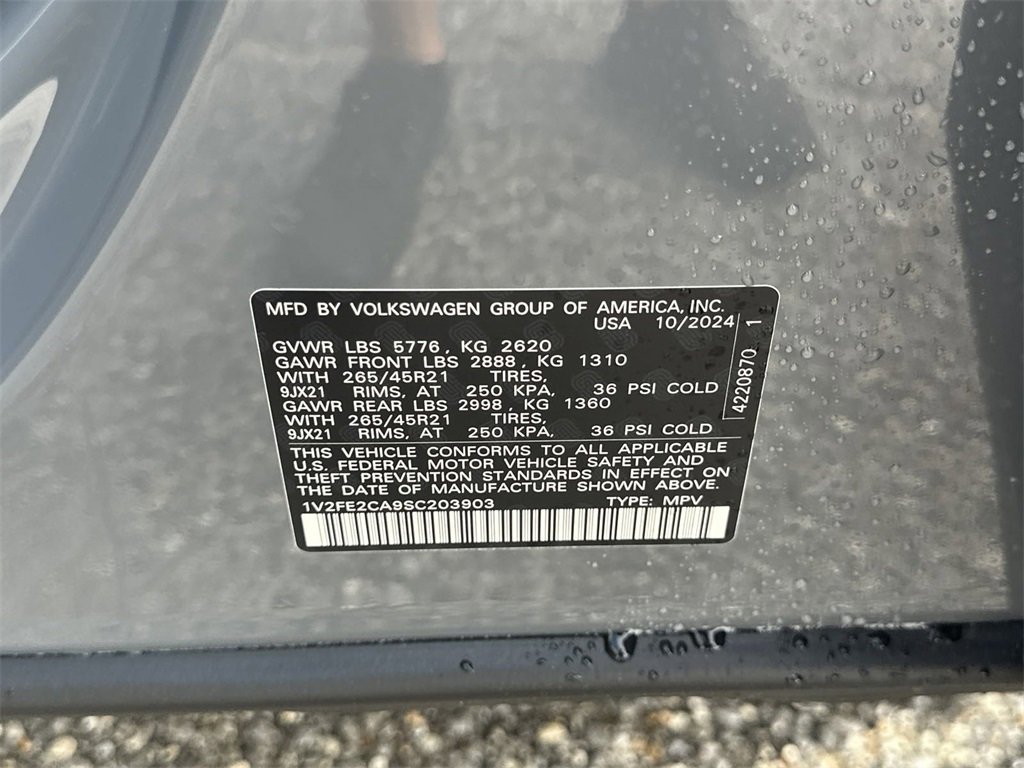 MFD BY VOLKSWAGEN GROUP OF AMERICA, INC.
USA 10/2024
GVWR LBS 5776, KG 2620
GAWR FRONT LBS 2888, KG 1310
WITH 265/45R21 TIRES,
9JX21 RIMS, AT 250 KPA, 36 PSI COLD
GAWR REAR LBS 2998, KG 1360
WITH 265/45R21 TIRES,
9JX21 RIMS, AT 250 KPA, 36 PSI COLD
4220870 1
THIS VEHICLE CONFORMS TO ALL APPLICABLE
U.S. FEDERAL MOTOR VEHICLE SAFETY AND
THEFT PREVENTION STANDARDS IN EFFECT ON
THE DATE OF MANUFACTURE SHOWN ABOVE.
1V2FE2CA9SC203903 TYPE: MPV